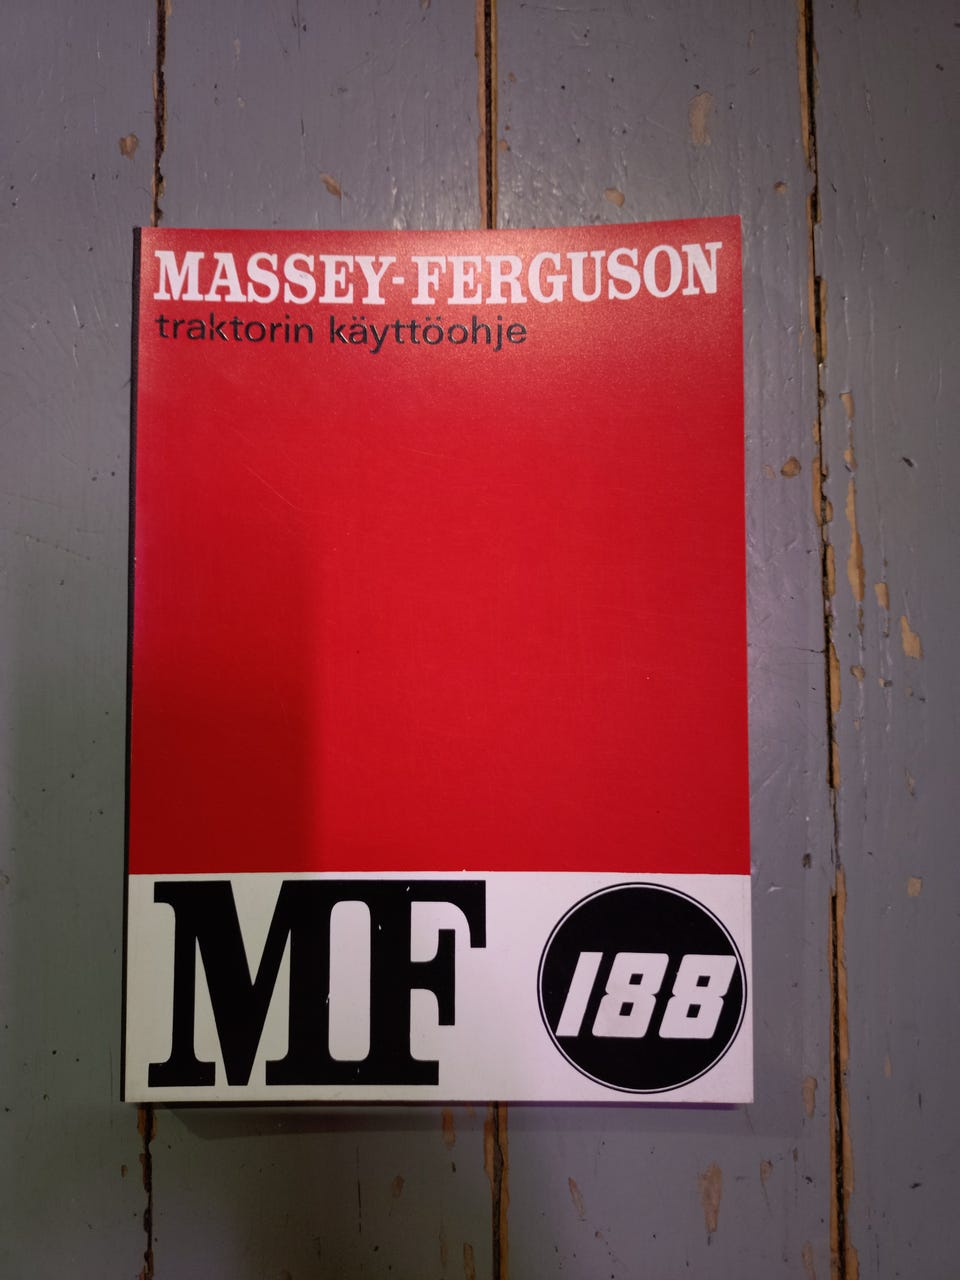 MASSEY-FERGUSON
traktorin käyttöohje
MF 188